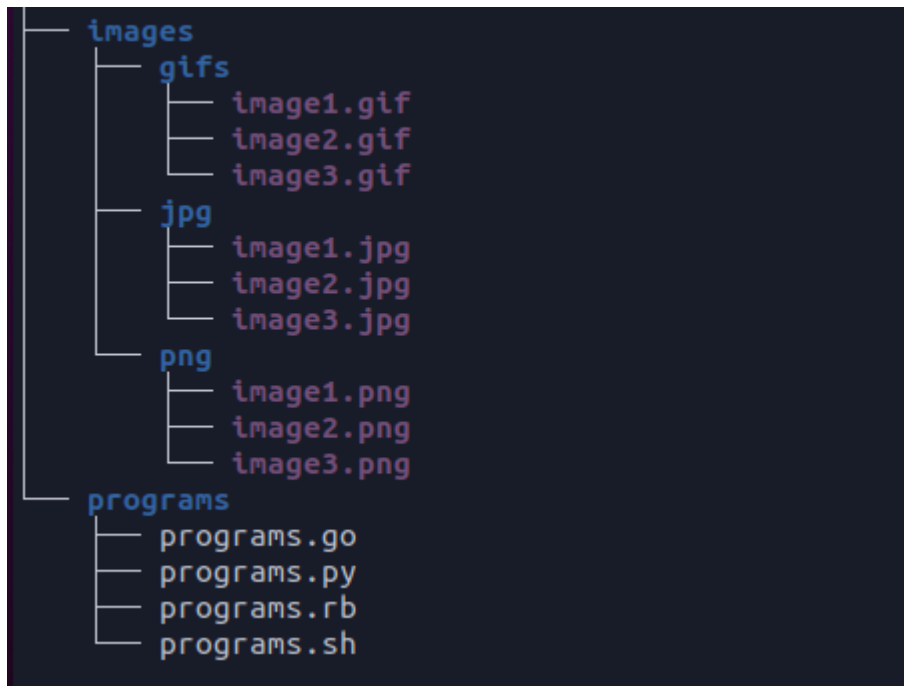 images
gifs
image1.gif
image2.gif
image3.gif
jpg
image1.jpg
image2.jpg
image3.jpg
png
image1.png
image2.png
image3.png
programs
programs.go
programs.py
programs.rb
programs.sh